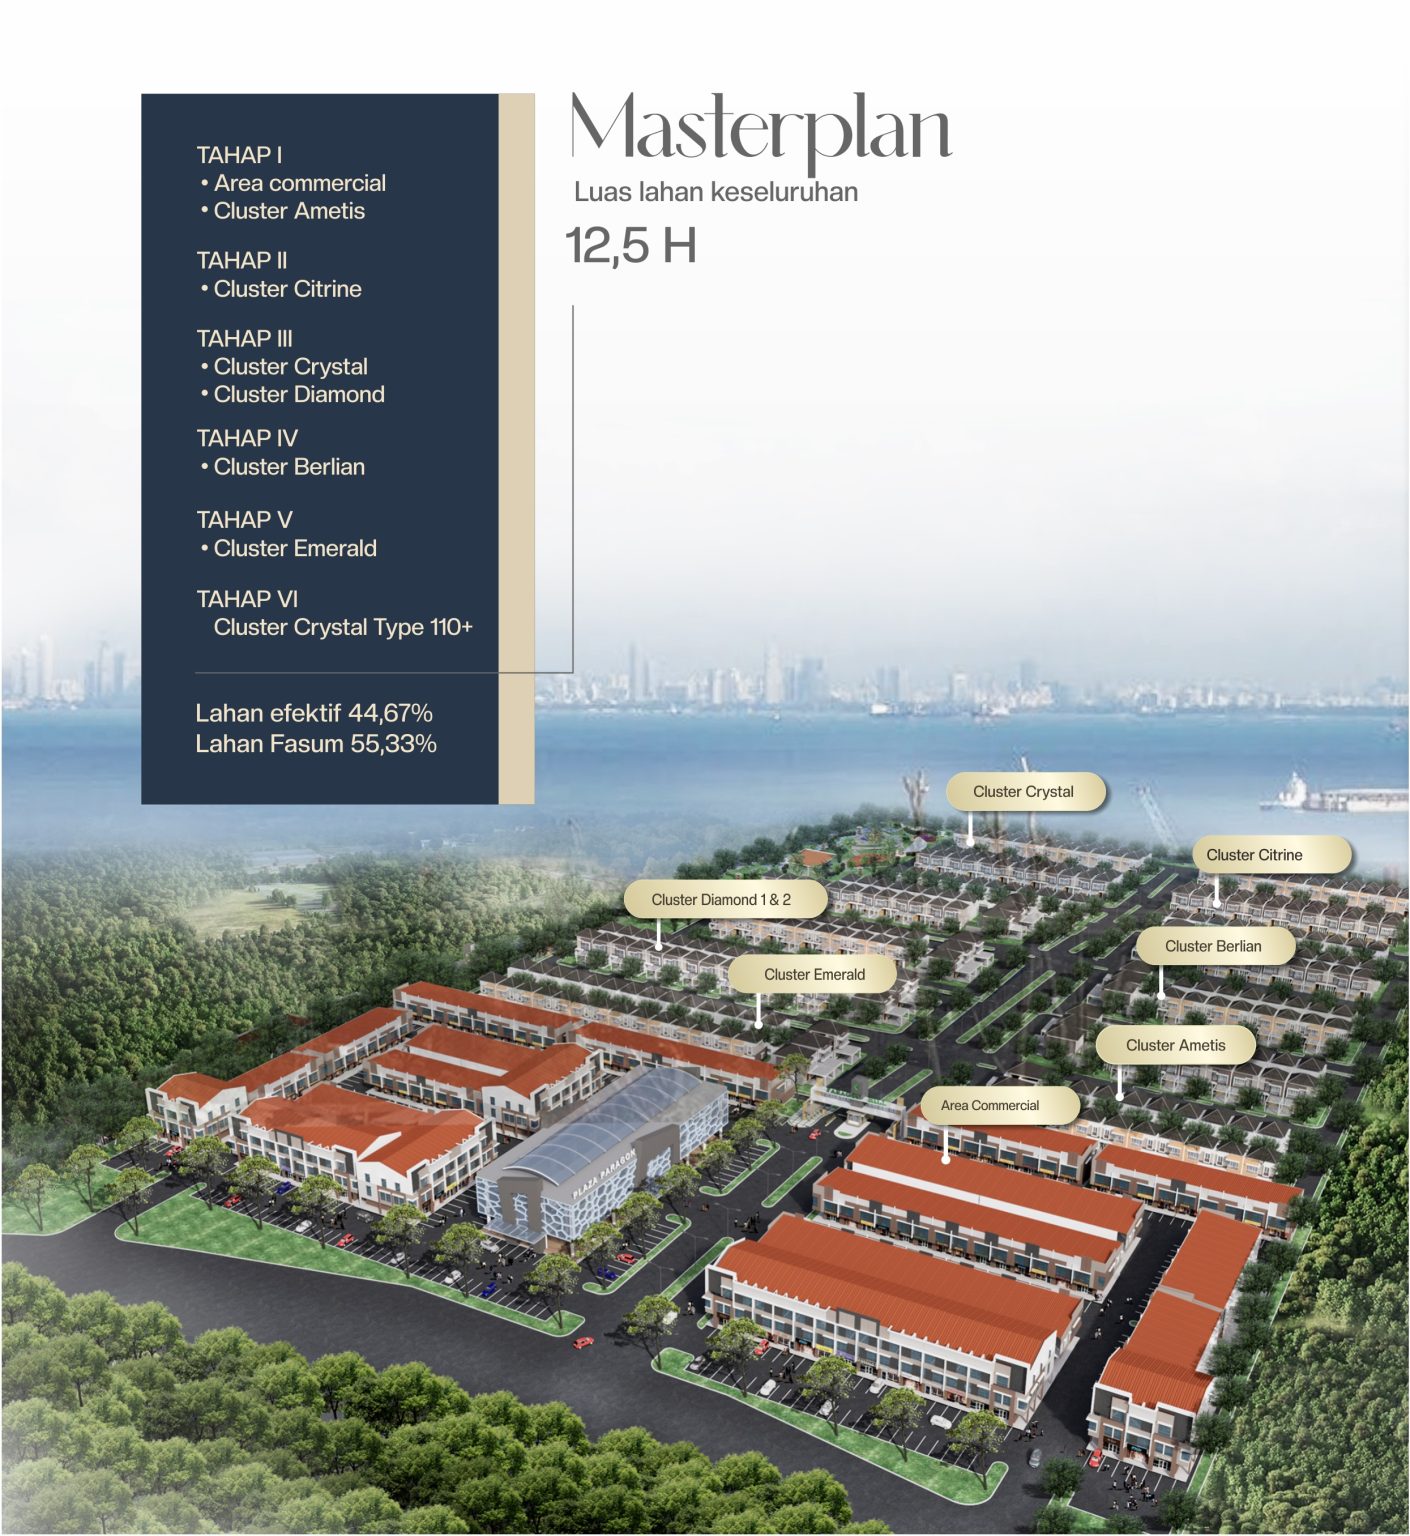 TAHAP I
• Area commercial
• Cluster Ametis
TAHAP II
• Cluster Citrine
TAHAP III
• Cluster Crystal
• Cluster Diamond
TAHAP IV
• Cluster Berlian
TAHAP V
• Cluster Emerald
TAHAP VI
Cluster Crystal Type 110+
Lahan efektif 44,67%
Lahan Fasum 55,33%
Masterplan
Luas lahan keseluruhan
12,5 H
Cluster Crystal
Cluster Citrine
Cluster Diamond 1 & 2
Cluster Berlian
Cluster Emerald
Cluster Ametis
Area Commercial
PLAZA PARAGON